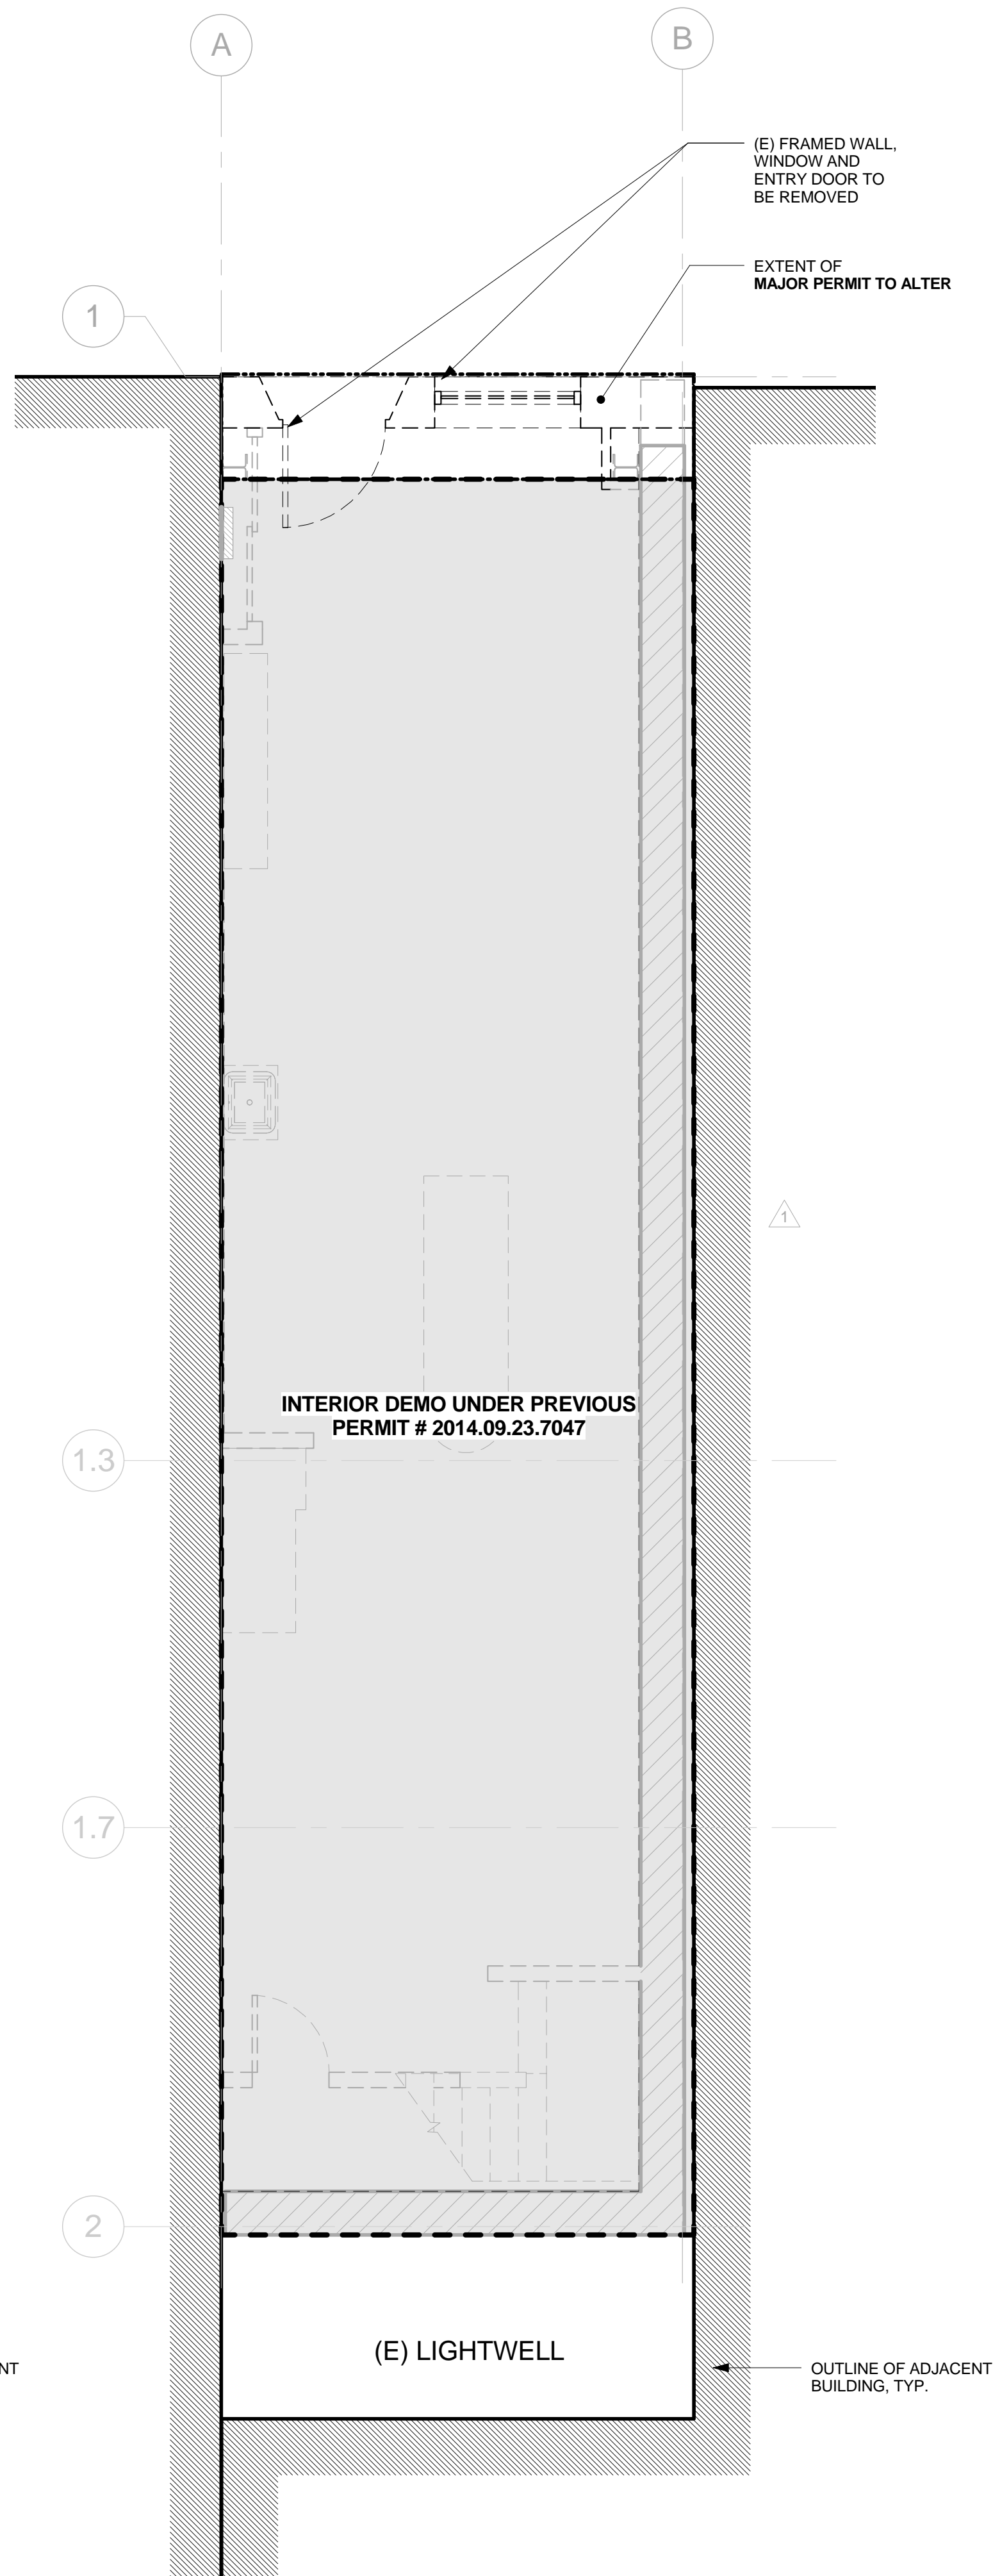 A
B
(E) FRAMED WALL,
WINDOW AND
ENTRY DOOR TO
BE REMOVED
EXTENT OF
MAJOR PERMIT TO ALTER
1
1
INTERIOR DEMO UNDER PREVIOUS
PERMIT # 2014.09.23.7047
1.3
1.7
2
(E) LIGHTWELL
NT
OUTLINE OF ADJACENT
BUILDING, TYP.